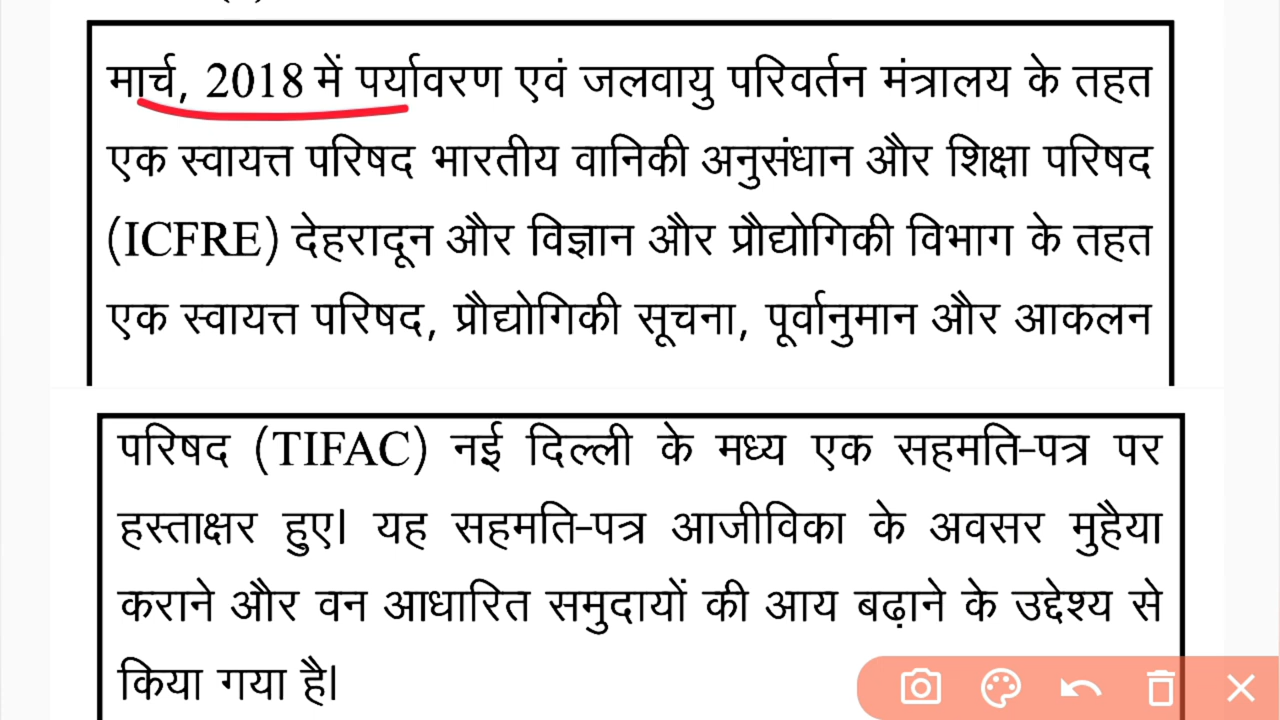 मार्च, 2018 में पर्यावरण एवं जलवायु परिवर्तन मंत्रालय के तहत
एक स्वायत्त परिषद भारतीय वानिकी अनुसंधान और शिक्षा परिषद
(ICFRE) देहरादून और विज्ञान और प्रौद्योगिकी विभाग के तहत
एक स्वायत्त परिषद, प्रौद्योगिकी सूचना, पूर्वानुमान और आकलन
परिषद (TIFAC) नई दिल्ली के मध्य एक सहमति-पत्र पर
हस्ताक्षर हुए। यह सहमति-पत्र आजीविका के अवसर मुहैया
कराने और वन आधारित समुदायों की आय बढ़ाने के उद्देश्य से
किया गया है।